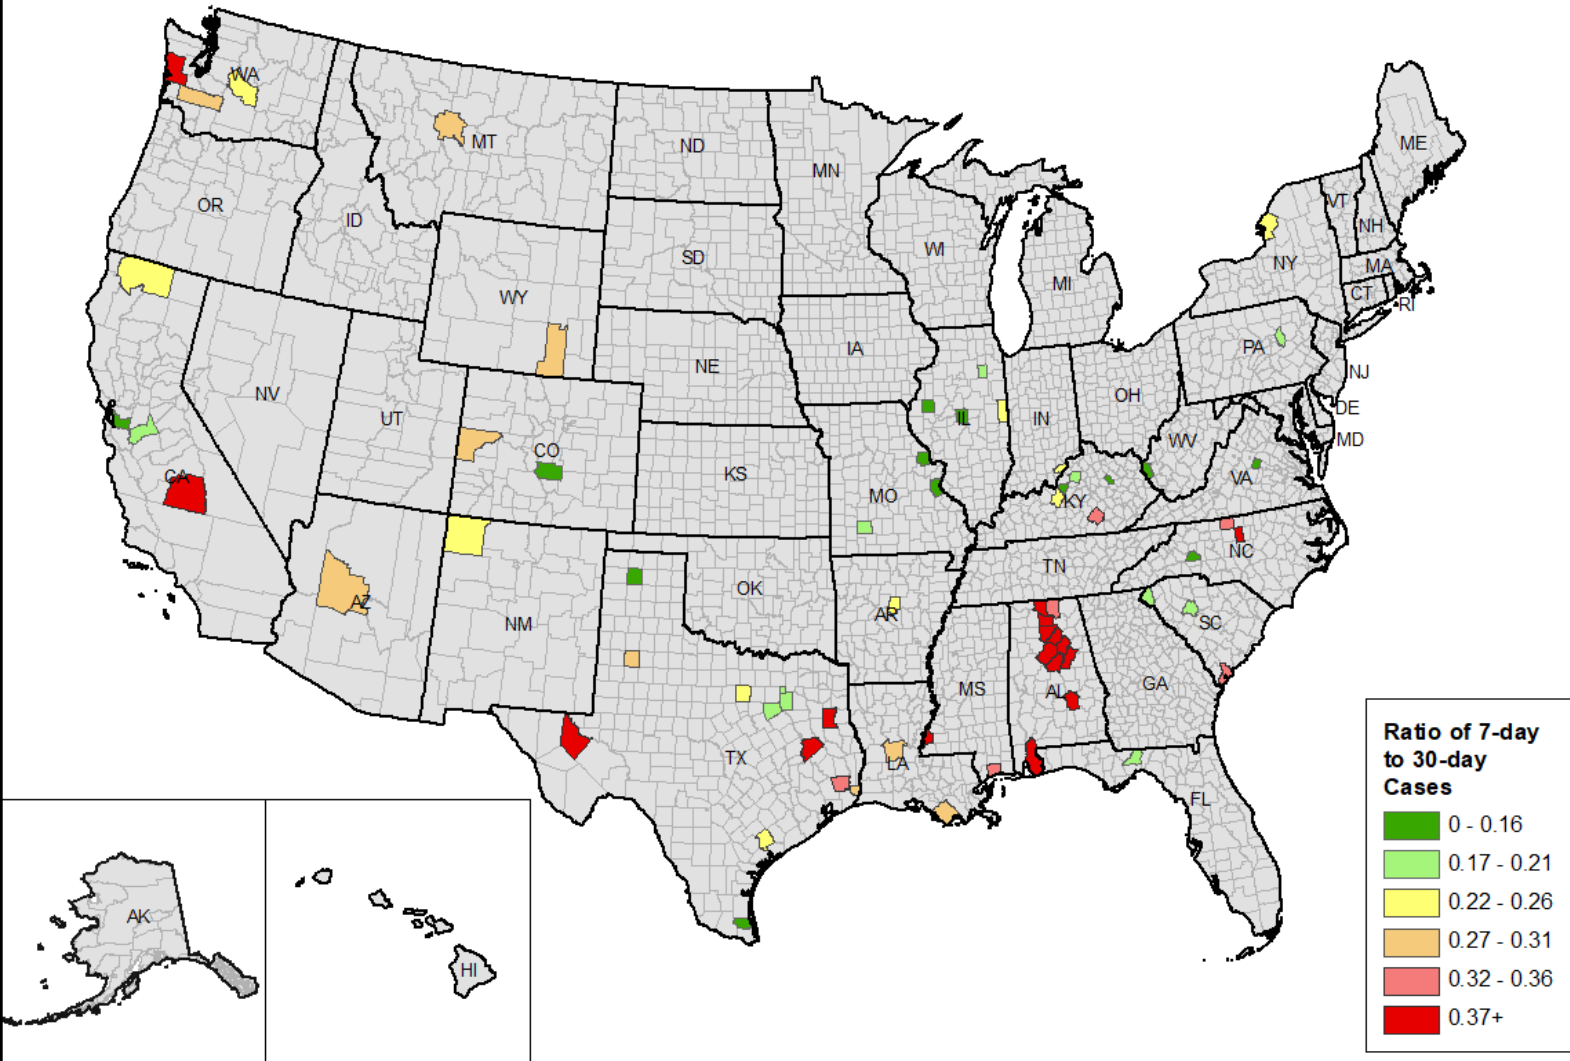 WA
MT
ND
MN
ME
OR
ID
SD
WI
MI
VT
NH
NY
MA
CT
RI
WY
NE
IA
PA
NJ
NV
UT
CO
KS
MO
IL
IN
OH
WV
DE
MD
VA
CA
KY
AZ
NM
OK
AR
TN
NC
SC
MS
AL
GA
TX
LA
FL
AK
HI
Ratio of 7-day
to 30-day
Cases
0 - 0.16
0.17 - 0.21
0.22 - 0.26
0.27 - 0.31
0.32 - 0.36
0.37+